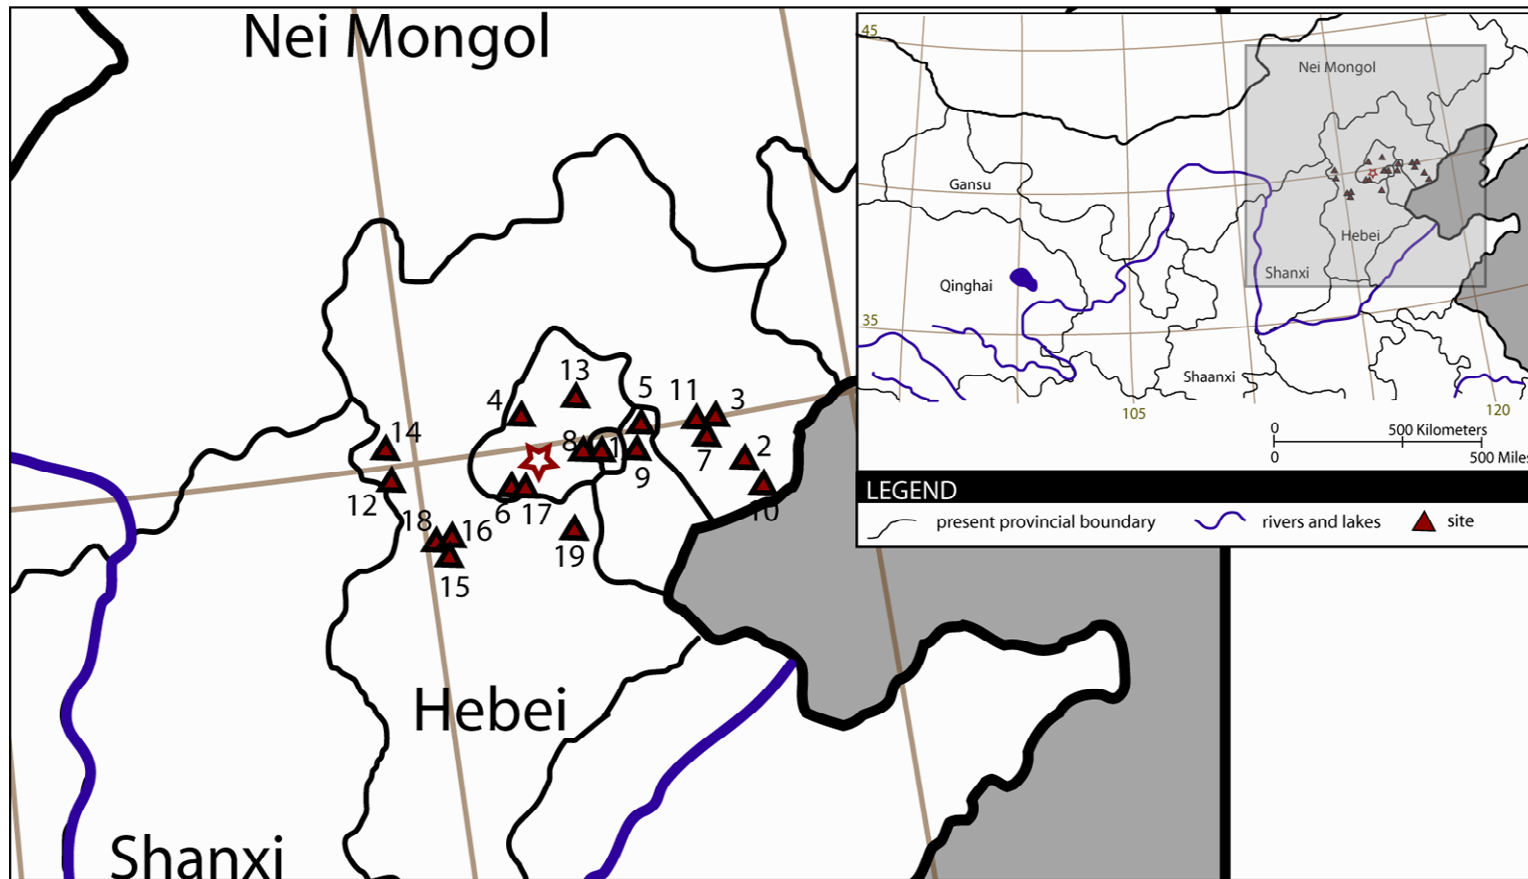 Nei Mongol
45
Nei Mongol
Gansu
Hebei
Shanxi
Qinghai
35
Shaanxi
105
120
0
500 Kilometers
0
500 Miles
LEGEND
present provincial boundary
rivers and lakes
site
13
5
11
3
4
14
8
1
2
7
9
12
6
17
10
18
16
19
15
Hebei
Shanxi